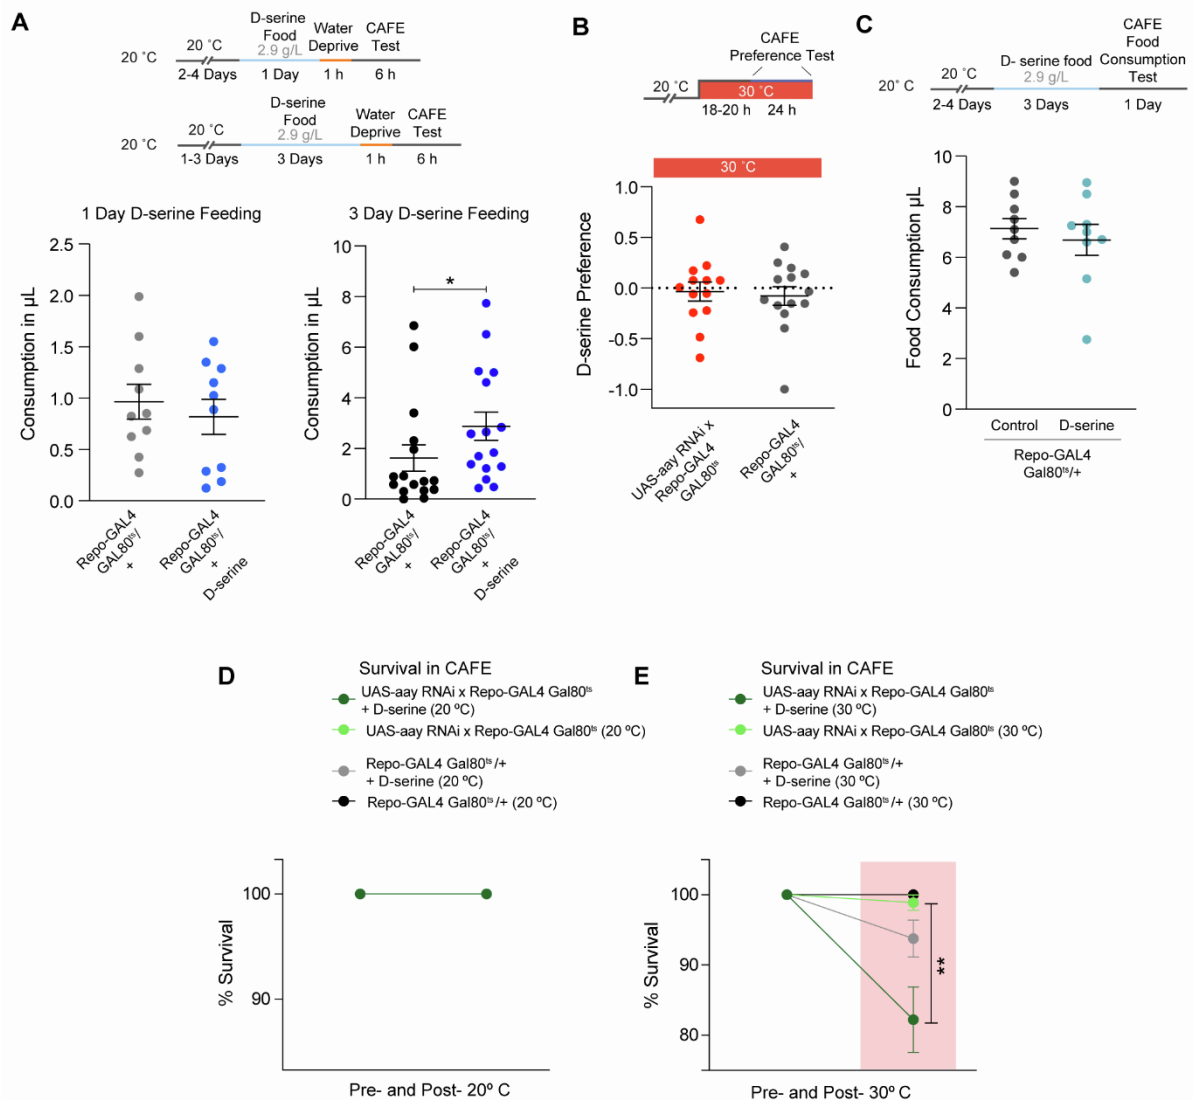 A
D-serine
Food
2.9 g/L
Water
Deprive
CAFE
Test
20 ˚C
20 ˚C
2-4 Days
1 Day
1 h
6 h
D-serine
Food
2.9 g/L
Water
Deprive
CAFE
Test
20 ˚C
20 ˚C
1-3 Days
3 Days
1 h
6 h
1 Day D-serine Feeding
Consumption in µL
2.5
2.0
1.5
1.0
0.5
0.0
Repo-GAL4
GAL80ts/
+
Repo-GAL4
GAL80ts/
+
D-serine
3 Day D-serine Feeding
Consumption in µL
10
8
6
4
2
0
*
Repo-GAL4
GAL80ts/
+
Repo-GAL4
GAL80ts/
+
D-serine
B
CAFE
Preference Test
20 ˚C
30 ˚C
18-20 h
24 h
30 ˚C
D-serine Preference
1.0
0.5
0.0
-0.5
-1.0
UAS-aay RNAi x
Repo-GAL4
GAL80ts
Repo-GAL4
GAL80ts/
+
C
CAFE
Food
Consumption
Test
D- serine food
2.9 g/L
20˚ C
20 ˚C
2-4 Days
3 Days
1 Day
Food Consumption µL
10
8
6
4
2
0
Control
D-serine
Repo-GAL4
Gal80ts/+
D
Survival in CAFE
UAS-aay RNAi x Repo-GAL4 Gal80ts
+ D-serine (20 ºC)
UAS-aay RNAi x Repo-GAL4 Gal80ts (20 ºC)
Repo-GAL4 Gal80ts/+
+ D-serine (20 ºC)
Repo-GAL4 Gal80ts/+ (20 ºC)
% Survival
100
90
Pre- and Post- 20º C
E
Survival in CAFE
UAS-aay RNAi x Repo-GAL4 Gal80ts
+ D-serine (30 ºC)
UAS-aay RNAi x Repo-GAL4 Gal80ts (30 ºC)
Repo-GAL4 Gal80ts/+
+ D-serine (30 ºC)
Repo-GAL4 Gal80ts/+ (30 ºC)
% Survival
100
90
80
**
Pre- and Post- 30º C